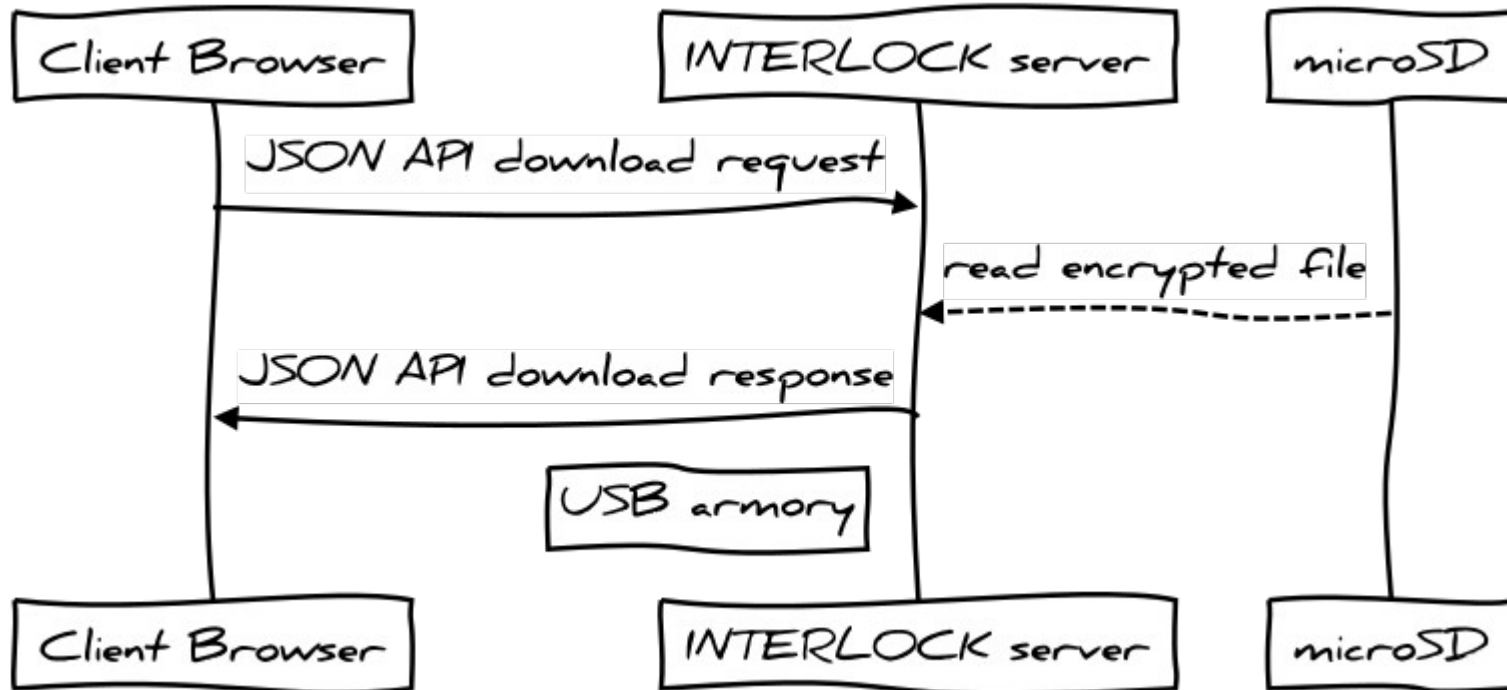 Client Browser
INTERLOCK server
microSD
JSON API download request
read encrypted file
JSON API download response
USB armory
Client Browser
INTERLOCK server
microSD